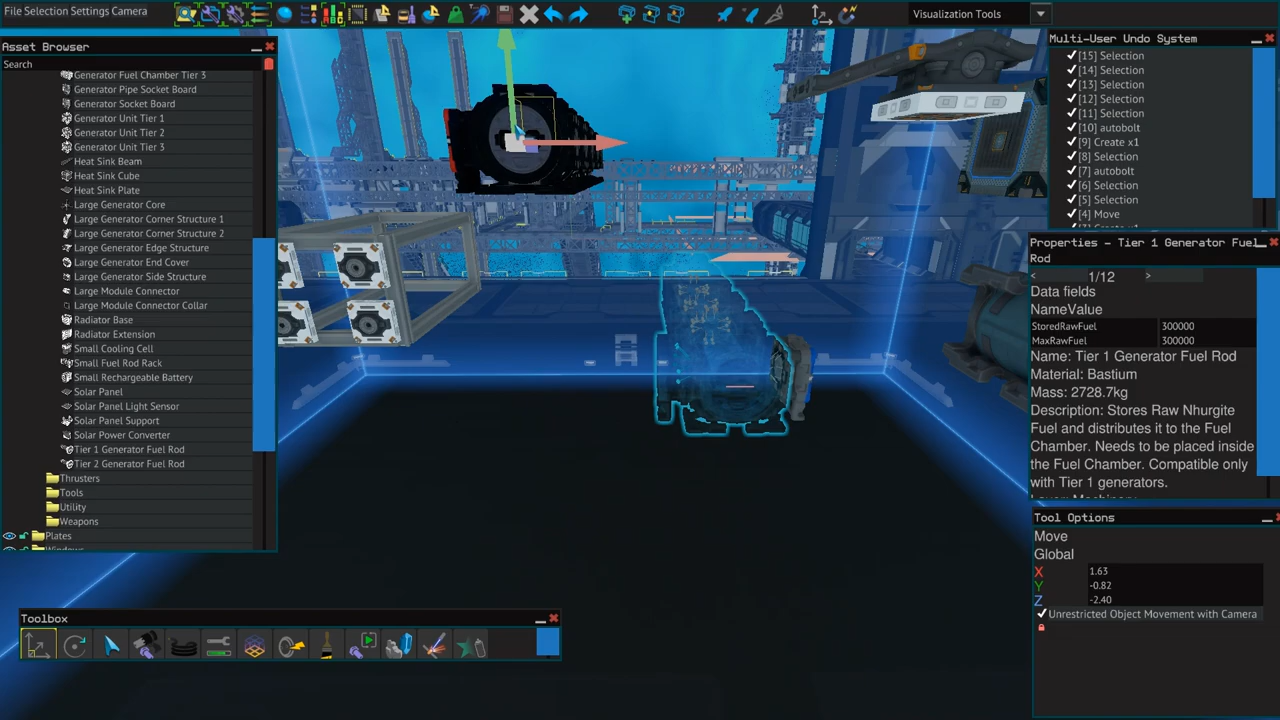 File Selection Settings Camera
Visualization Tools
Asset Browser
Search
Generator Fuel Chamber Tier 3
Generator Pipe Socket Board
Generator Socket Board
Generator Unit Tier 1
Generator Unit Tier 2
Generator Unit Tier 3
Heat Sink Beam
Heat Sink Cube
Heat Sink Plate
Large Generator Core
Large Generator Corner Structure 1
Large Generator Corner Structure 2
Large Generator Edge Structure
Large Generator End Cover
Large Generator Side Structure
Large Module Connector
Large Module Connector Collar
Radiator Base
Radiator Extension
Small Cooling Cell
Small Fuel Rod Rack
Small Rechargeable Battery
Solar Panel
Solar Panel Light Sensor
Solar Panel Support
Solar Power Converter
Tier 1 Generator Fuel Rod
Tier 2 Generator Fuel Rod
Thrusters
Tools
Utility
Weapons
Plates
Windows
Toolbox
Multi-User Undo System
[15] Selection
[14] Selection
[13] Selection
[12] Selection
[11] Selection
[10] autobolt
[9] Create x1
[8] Selection
[7] autobolt
[6] Selection
[5] Selection
[4] Move
Properties - Tier 1 Generator Fuel
Rod
< 1/12 >
Data fields
NameValue
StoredRawFuel 300000
MaxRawFuel 300000
Name: Tier 1 Generator Fuel Rod
Material: Bastium
Mass: 2728.7kg
Description: Stores Raw Nhurgite
Fuel and distributes it to the Fuel
Chamber. Needs to be placed inside
the Fuel Chamber. Compatible only
with Tier 1 generators.
Layer: Machinery
Tool Options
Move
Global
X 1.63
Y -0.82
Z -2.40
Unrestricted Object Movement with Camera